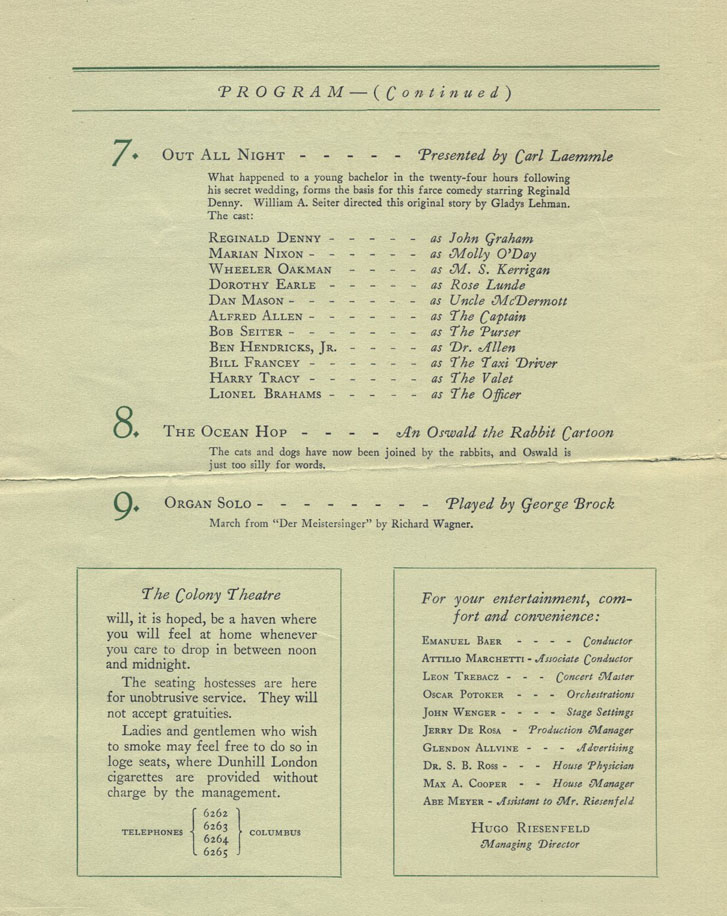 PROGRAM—(Continued)
7. OUT ALL NIGHT - - - - - Presented by Carl Laemmle
What happened to a young bachelor in the twenty-four hours following
his secret wedding, forms the basis for this farce comedy starring Reginald
Denny. William A. Seiter directed this original story by Gladys Lehman.
The cast:
REGINALD DENNY - - - - - as John Graham
MARIAN NIXON - - - - - as Molly O'Day
WHEELER OAKMAN - - - - as M. S. Kerrigan
DOROTHY EARLE - - - - - as Rose Lunde
DAN MASON - - - - - - as Uncle McDermott
ALFRED ALLEN - - - - - as The Captain
BOB SEITER - - - - - - as The Purser
BEN HENDRICKS, JR. - - - - as Dr. Allen
BILL FRANCEY - - - - - as The Taxi Driver
HARRY TRACY - - - - - as The Valet
LIONEL BRAHAMS - - - - - as The Officer
8. THE OCEAN HOP - - - - An Oswald the Rabbit Cartoon
The cats and dogs have now been joined by the rabbits, and Oswald is
just too silly for words.
9. ORGAN SOLO - - - - - - - - Played by George Brock
March from "Der Meistersinger" by Richard Wagner.
The Colony Theatre
will, it is hoped, be a haven where
you will feel at home whenever
you care to drop in between noon
and midnight.
The seating hostesses are here
for unobtrusive service. They will
not accept gratuities.
Ladies and gentlemen who wish
to smoke may feel free to do so in
loge seats, where Dunhill London
cigarettes are provided without
charge by the management.
TELEPHONES { 6262 6263 6264 6265 } COLUMBUS
For your entertainment, com-
fort and convenience:
EMANUEL BAER - - - - Conductor
ATTILIO MARCHETTI - Associate Conductor
LEON TREBACZ - - - Concert Master
OSCAR POTOKER - - - Orchestrations
JOHN WENGER - - - - Stage Settings
JERRY DE ROSA - Production Manager
GLENDON ALLVINE - - - Advertising
DR. S. B. ROSS - - - House Physician
MAX A. COOPER - - House Manager
ABE MEYER - Assistant to Mr. Riesenfeld
HUGO RIESENFELD
Managing Director